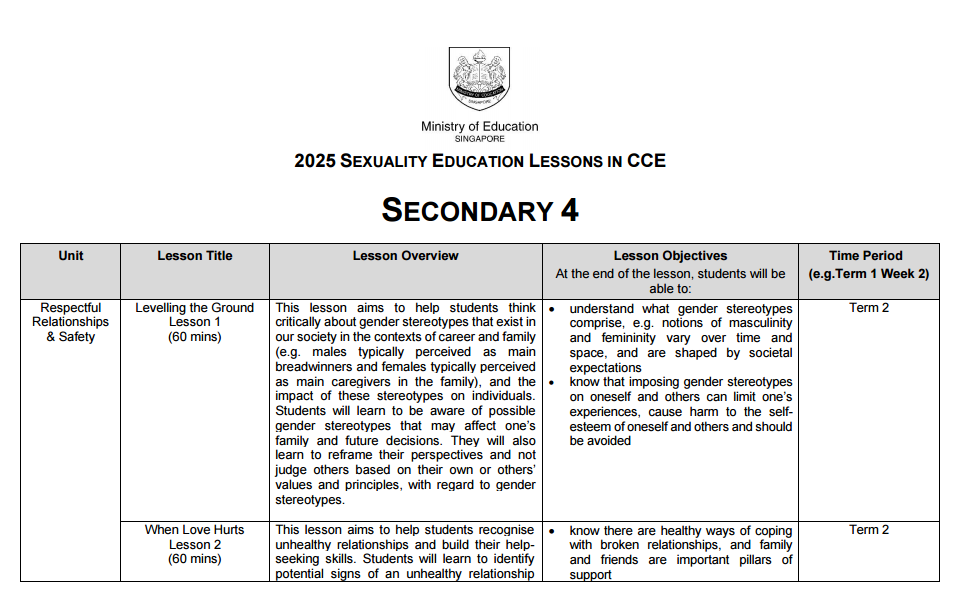 MINISTRY OF EDUCATION
SINGAPORE
Ministry of Education
SINGAPORE
2025 SEXUALITY EDUCATION LESSONS IN CCE
SECONDARY 4
Unit
Lesson Title
Lesson Overview
Lesson Objectives
At the end of the lesson, students will be
able to:
Time Period
(e.g.Term 1 Week 2)
Respectful
Relationships
& Safety
Levelling the Ground
Lesson 1
(60 mins)
This lesson aims to help students think
critically about gender stereotypes that exist in
our society in the contexts of career and family
(e.g. males typically perceived as main
breadwinners and females typically perceived
as main caregivers in the family), and the
impact of these stereotypes on individuals.
Students will learn to be aware of possible
gender stereotypes that may affect one’s
family and future decisions. They will also
learn to reframe their perspectives and not
judge others based on their own or others’
values and principles, with regard to gender
stereotypes.
• understand what gender stereotypes
comprise, e.g. notions of masculinity
and femininity vary over time and
space, and are shaped by societal
expectations
• know that imposing gender stereotypes
on oneself and others can limit one’s
experiences, cause harm to the self-
esteem of oneself and others and should
be avoided
Term 2
When Love Hurts
Lesson 2
(60 mins)
This lesson aims to help students recognise
unhealthy relationships and build their help-
seeking skills. Students will learn to identify
potential signs of an unhealthy relationship
• know there are healthy ways of coping
with broken relationships, and family
and friends are important pillars of
support
Term 2